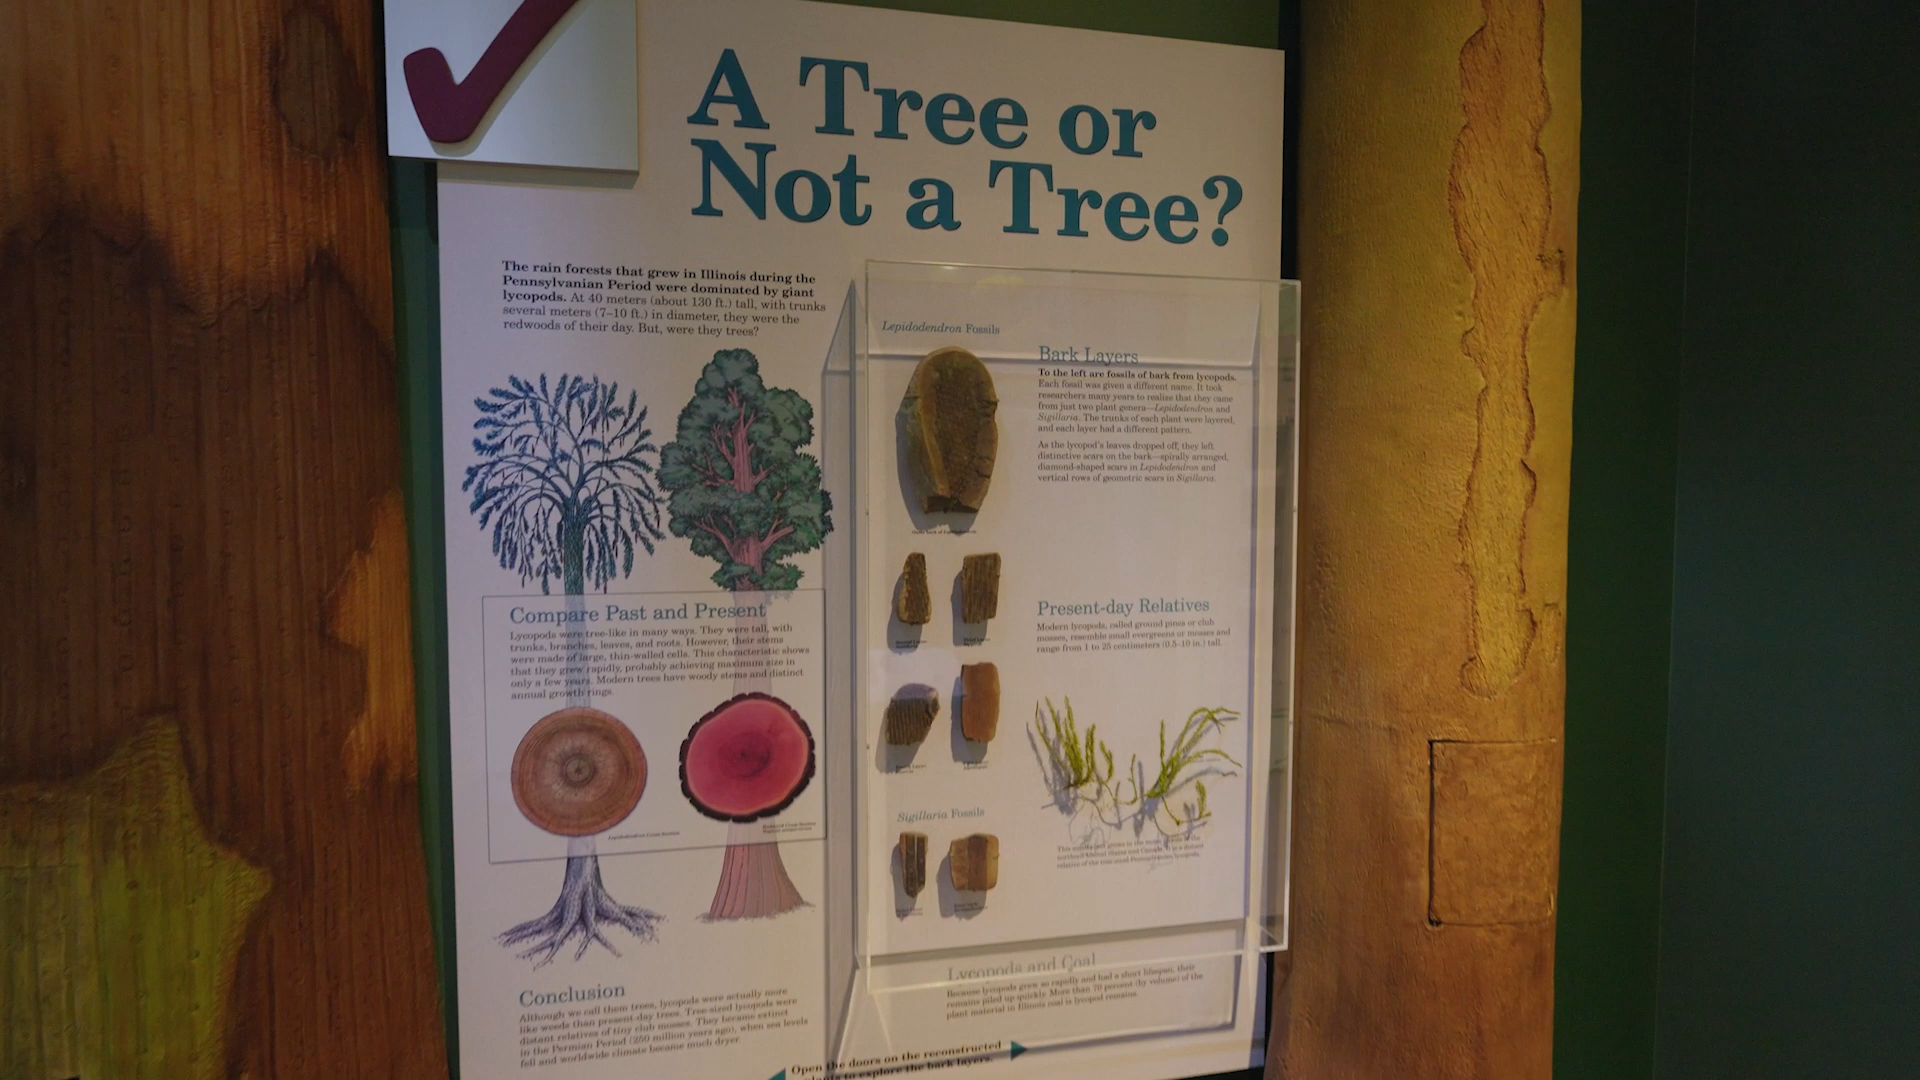 A Tree or
Not a Tree?
The rain forests that grew in Illinois during the
Pennsylvanian Period were dominated by giant
lycopods. At 40 meters (about 130 ft.) tall, with trunks
several meters (7–10 ft.) in diameter, they were the
redwoods of their day. But, were they trees?
Compare Past and Present
Lycopods were tree-like in many ways. They were tall, with
trunks, branches, leaves, and roots. However, their stems
were made of large, thin-walled cells. This characteristic shows
that they grew rapidly, probably achieving maximum size in
only a few years. Modern trees have woody stems and distinct
annual growth rings.
Lepidodendron Cross Section
Conclusion
Although we call them trees, lycopods were actually more
like weeds than present-day trees. Tree-sized lycopods were
distant relatives of tiny club mosses. They became extinct
in the Permian Period (250 million years ago), when sea levels
fell and worldwide climate became much dryer.
Lepidodendron Fossils
Sigillaria Fossils
Bark Layers
To the left are fossils of bark from lycopods.
Each fossil was given a different name. It took
researchers many years to realize that they came
from just two plant genera—Lepidodendron and
Sigillaria. The trunks of each plant were layered,
and each layer had a different pattern.
As the lycopod's leaves dropped off, they left
distinctive scars on the bark—spirally arranged,
diamond-shaped scars in Lepidodendron and
vertical rows of geometric scars in Sigillaria.
Present-day Relatives
Modern lycopods, called ground pines or club
mosses, resemble small evergreens or mosses and
range from 1 to 25 centimeters (0.5–10 in.) tall.
Lycopods and Coal
Because lycopods grew so rapidly and had a short lifespan, their
remains piled up quickly. More than 70 percent (by volume) of the
plant material in Illinois coal is lycopod remains.
Open the doors on the reconstructed
plants to explore the bark layers.